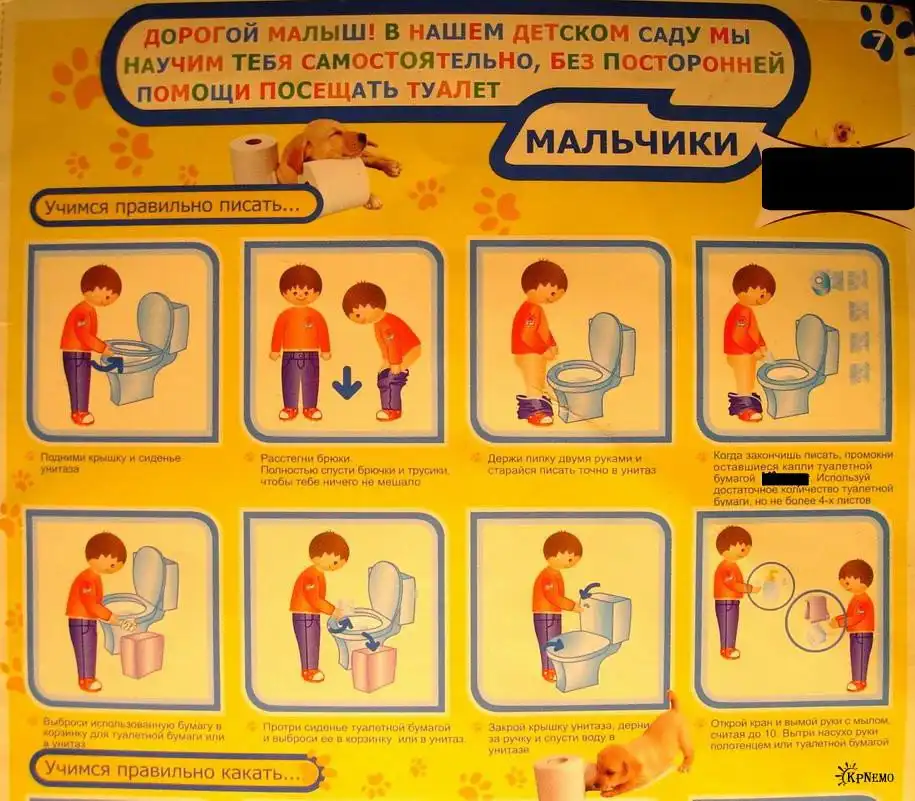 ДОРОГОЙ МАЛЫШ! В НАШЕМ ДЕТСКОМ САДУ МЫ
НАУЧИМ ТЕБЯ САМОСТОЯТЕЛЬНО, БЕЗ ПОСТОРОННЕЙ
ПОМОЩИ ПОСЕЩАТЬ ТУАЛЕТ
7
МАЛЬЧИКИ
Учимся правильно писать...
Подними крышку и сиденье
унитаза
Расстегни брюки.
Полностью спусти брючки и трусики,
чтобы тебе ничего не мешало
Держи пипку двумя руками и
старайся писать точно в унитаз
Когда закончишь писать, промокни
оставшиеся капли туалетной
бумагой . Используй
достаточное количество туалетной
бумаги, но не более 4-х листов
Выброси использованную бумагу в
корзинку для туалетной бумаги или
в унитаз
Протри сиденье туалетной бумагой
и выброси ее в корзинку или в унитаз.
Закрой крышку унитаза, дерни
за ручку и спусти воду в
унитазе
Открой кран и вымой руки с мылом,
считая до 10. Вытри насухо руки
полотенцем или туалетной бумагой
Учимся правильно какать...
KPNEMO